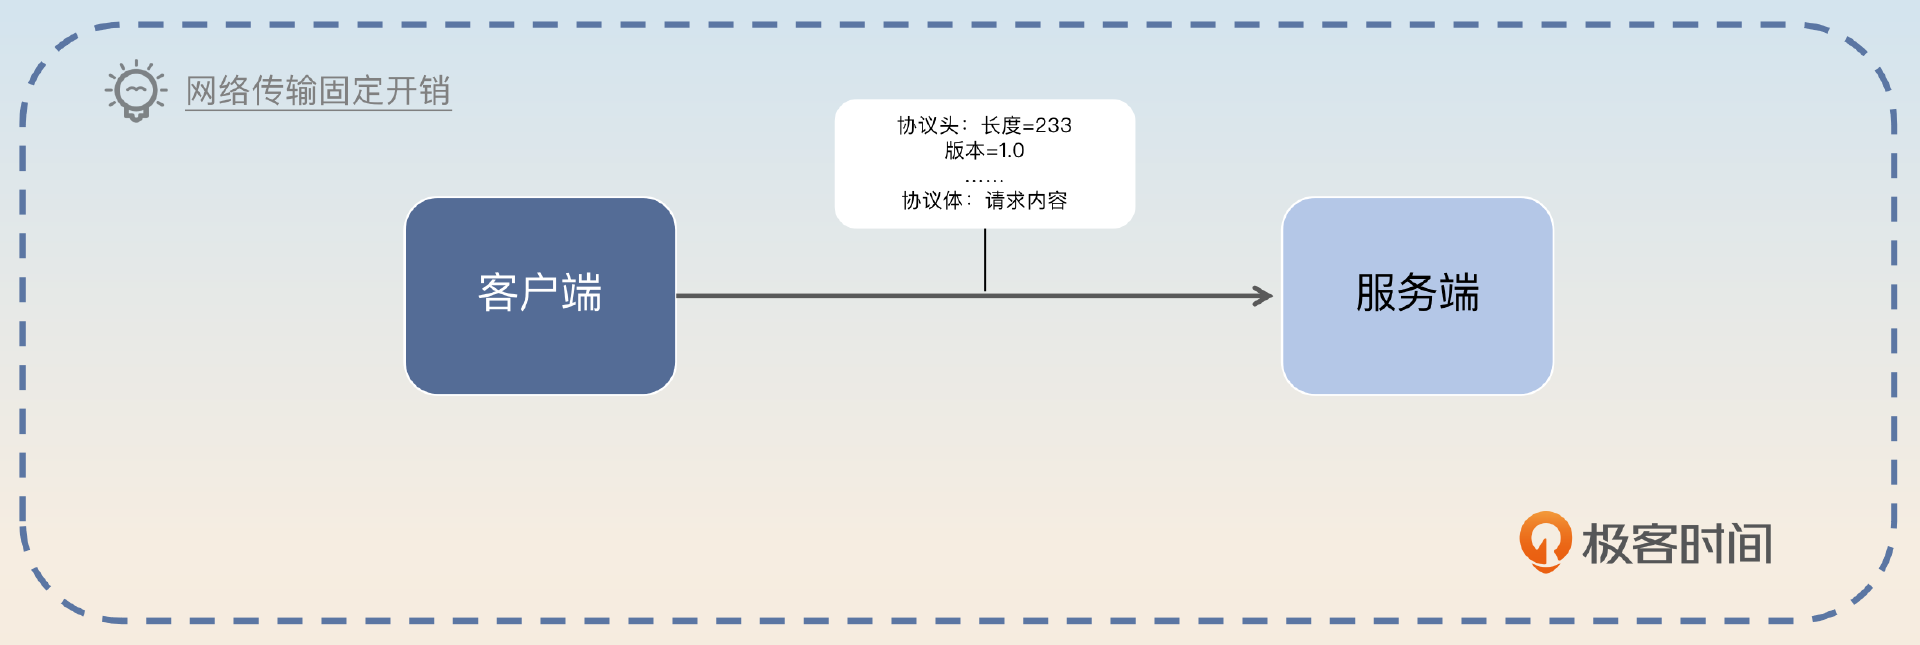 网络传输固定开销
协议头：长度=233
版本=1.0
……
协议体：请求内容
客户端
服务端
极客时间